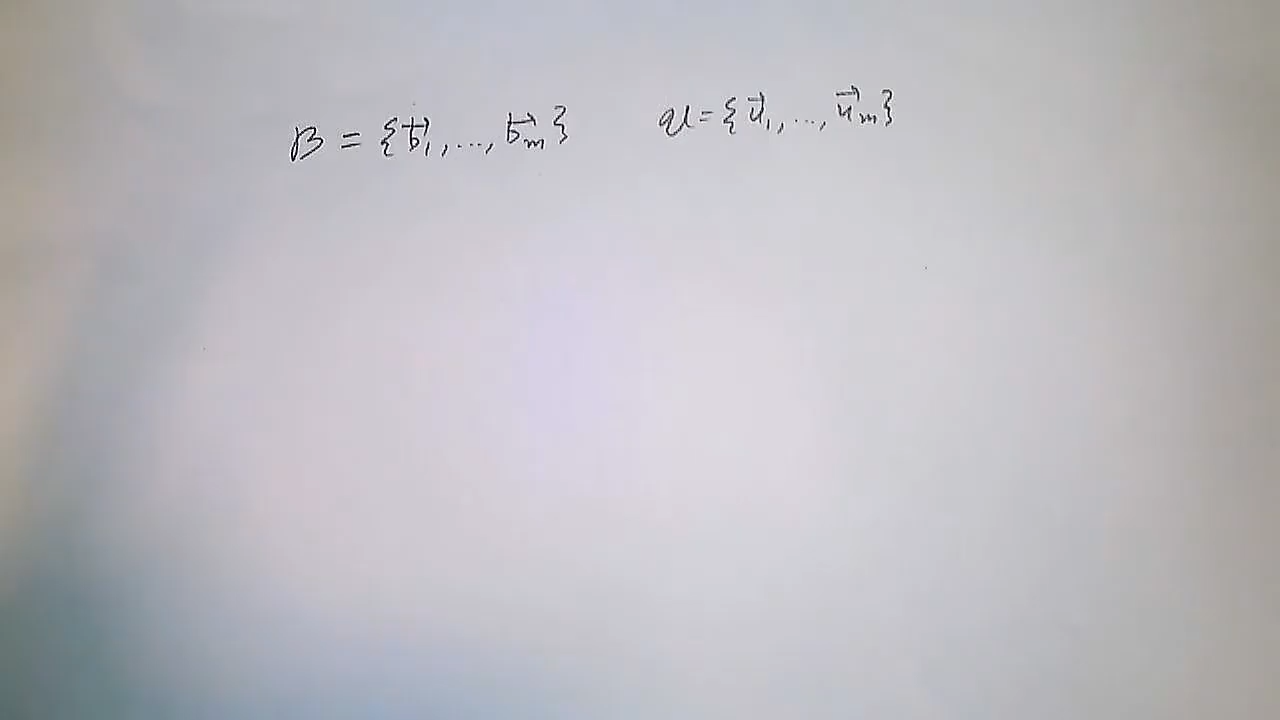 B = {b⃗₁, ..., b⃗ₘ} U = {u⃗₁, ..., u⃗ₘ}